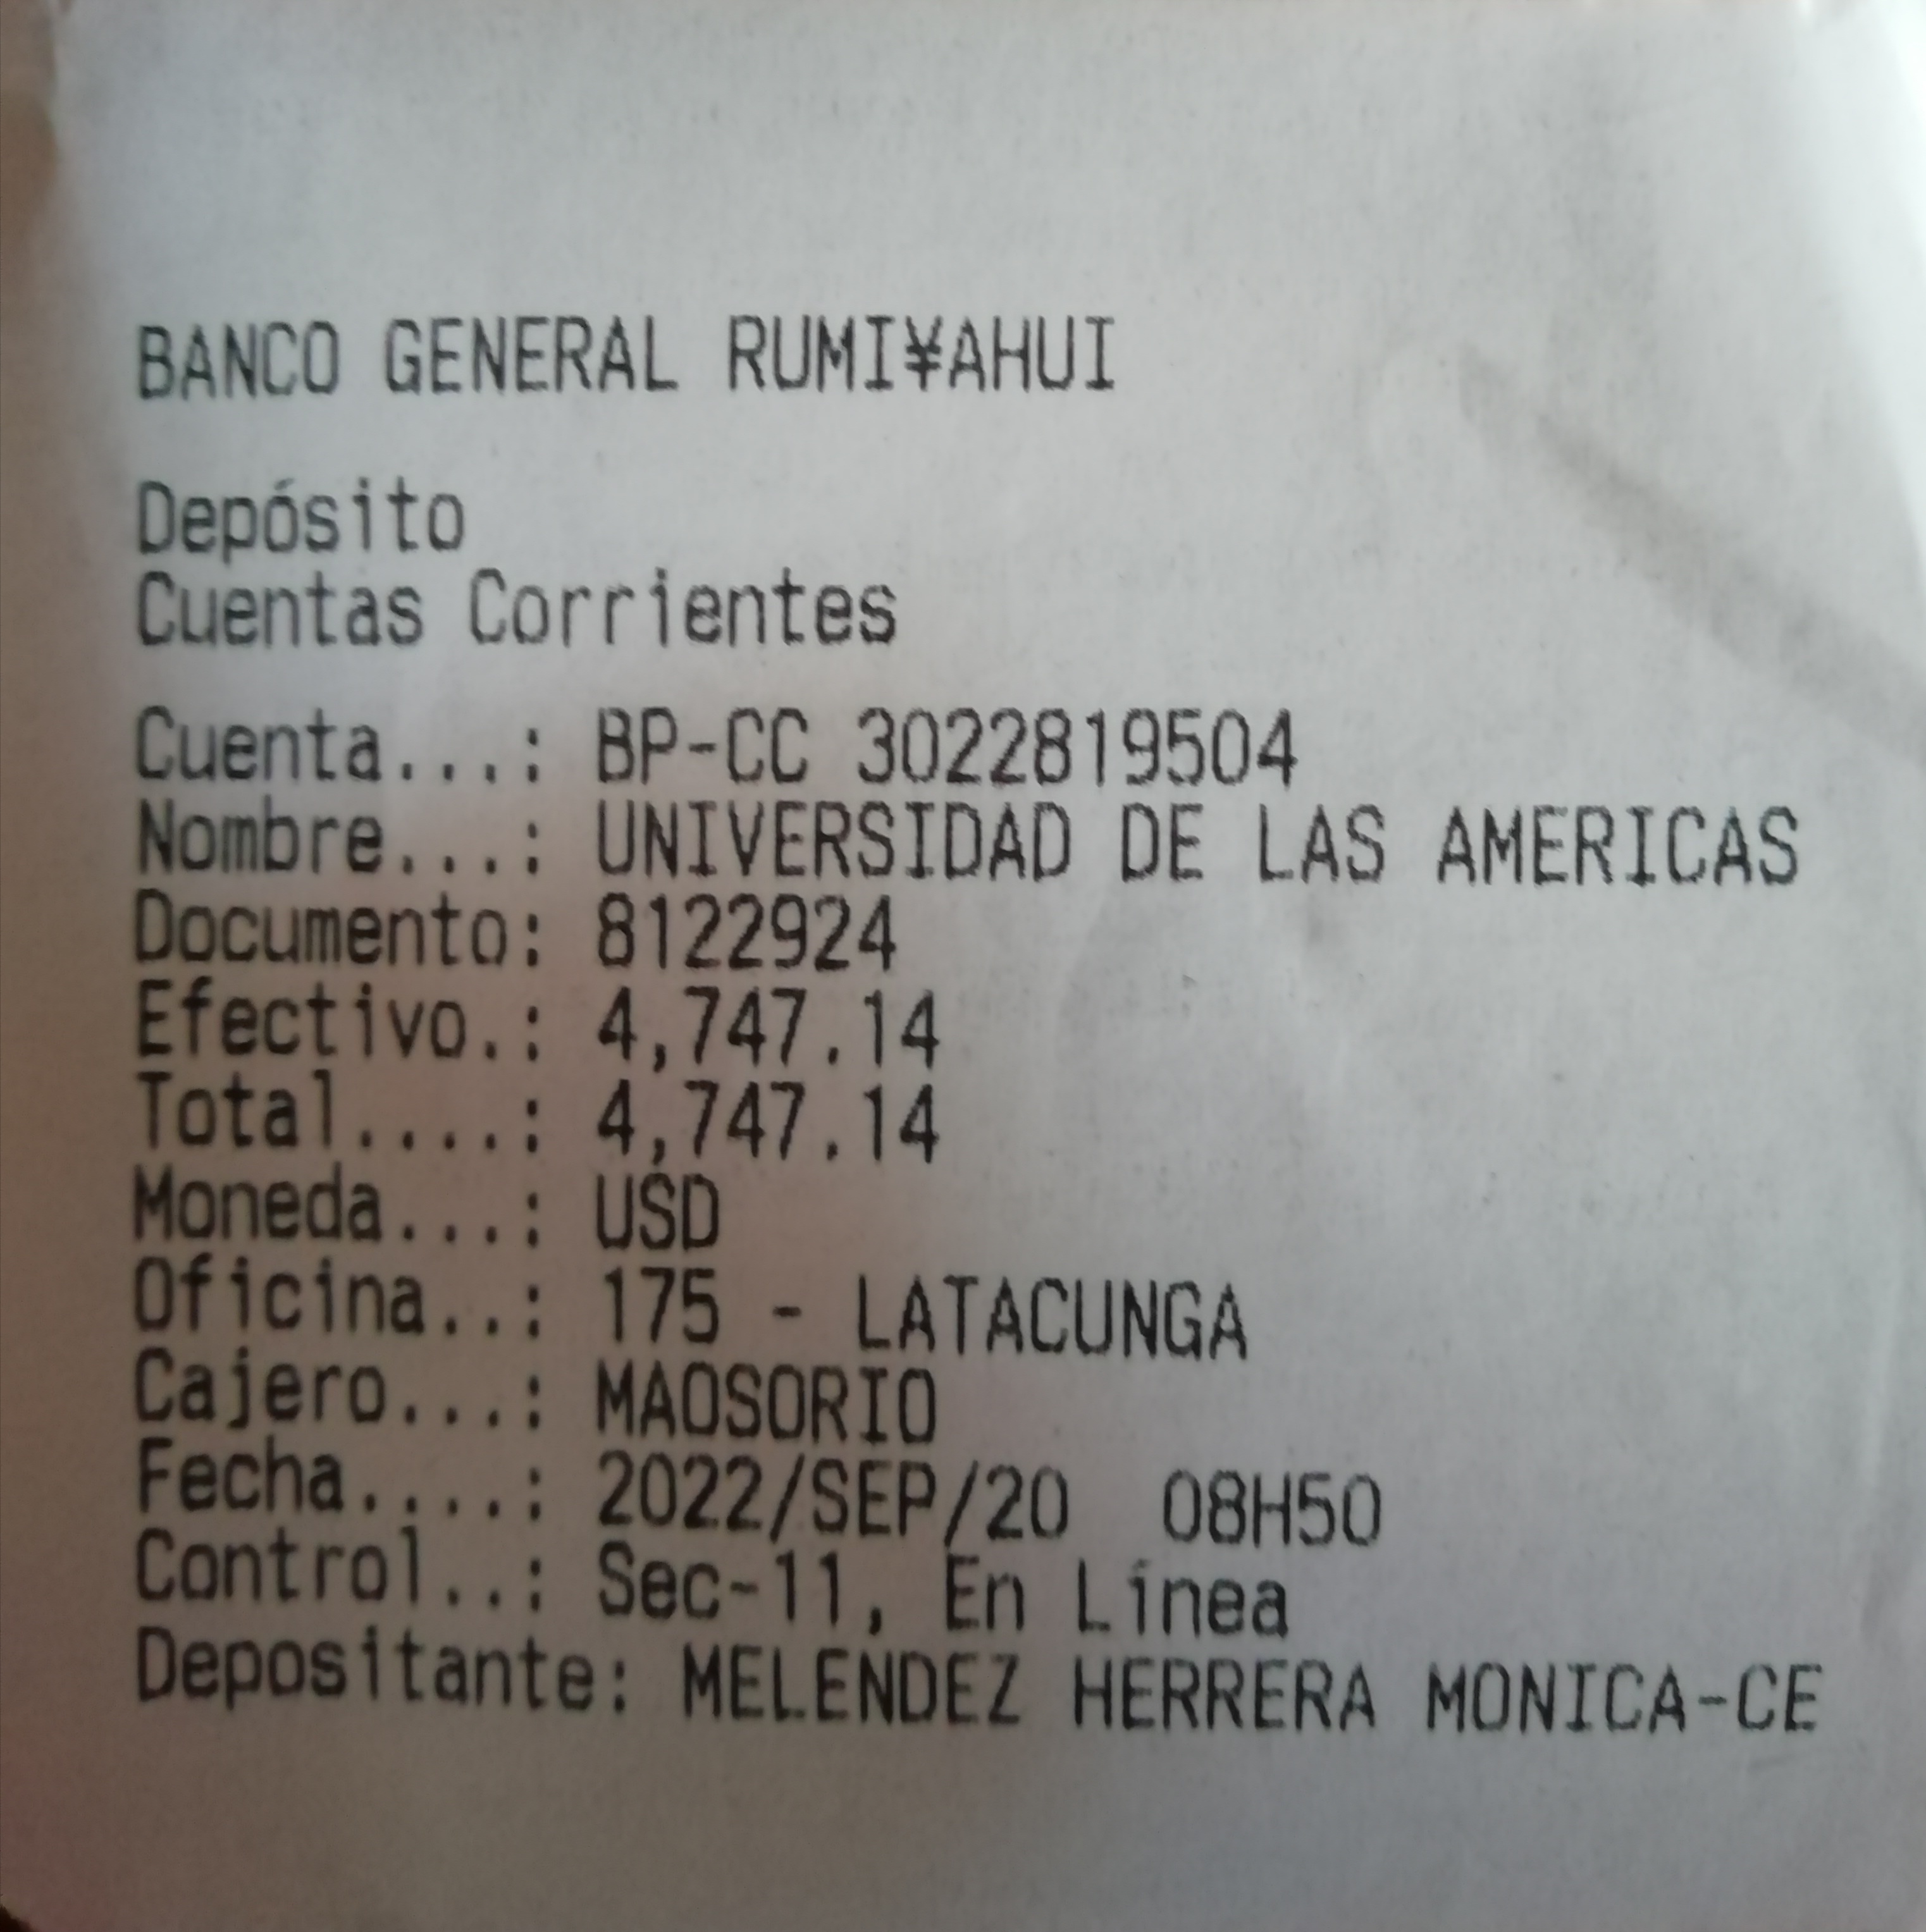 BANCO GENERAL RUMI¥AHUI
Depósito
Cuentas Corrientes
Cuenta...: BP-CC 3022819504
Nombre...: UNIVERSIDAD DE LAS AMERICAS
Documento: 8122924
Efectivo.: 4,747.14
Total....: 4,747.14
Moneda...: USD
Oficina..: 175 - LATACUNGA
Cajero...: MAOSORIO
Fecha....: 2022/SEP/20  08H50
Control..: Sec-11, En Línea
Depositante: MELENDEZ HERRERA MONICA-CE